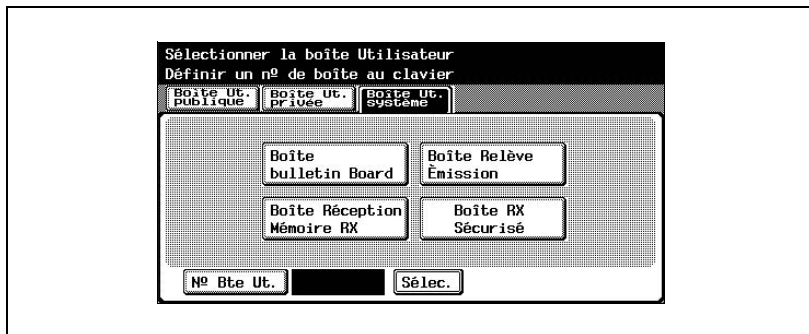 Sélectionner la boîte Utilisateur
Définir un nº de boîte au clavier
Boîte Ut. publique
Boîte Ut. privée
Boîte Ut. système
Boîte
bulletin Board
Boîte Relève
Èmission
Boîte Réception
Mémoire RX
Boîte RX
Sécurisé
Nº Bte Ut.
Sélec.